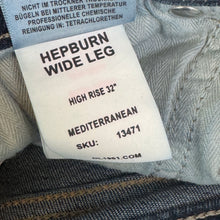 NICHT IM TROCKNER
BÜGELN BEI MITTLERER TEMPERATUR
PROFESSIONELLE CHEMISCHE
REINIGUNG IN: TETRACHLORETHEN
HEPBURN
WIDE LEG
HIGH RISE 32"
MEDITERRANEAN
SKU: 13471